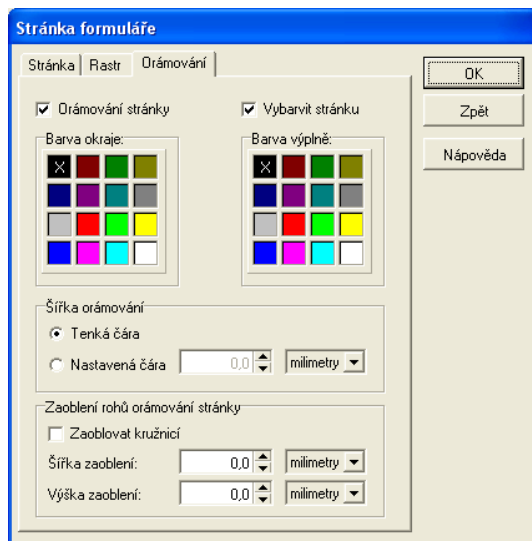 Stránka formuláře
Stránka Rastr Orámování
OK
Zpět
Nápověda
Orámování stránky Vybarvit stránku
Barva okraje: Barva výplně:
X X
Šířka orámování
Tenká čára
Nastavená čára 0,0 milimetry
Zaoblení rohů orámování stránky
Zaoblovat kružnicí
Šířka zaoblení: 0,0 milimetry
Výška zaoblení: 0,0 milimetry